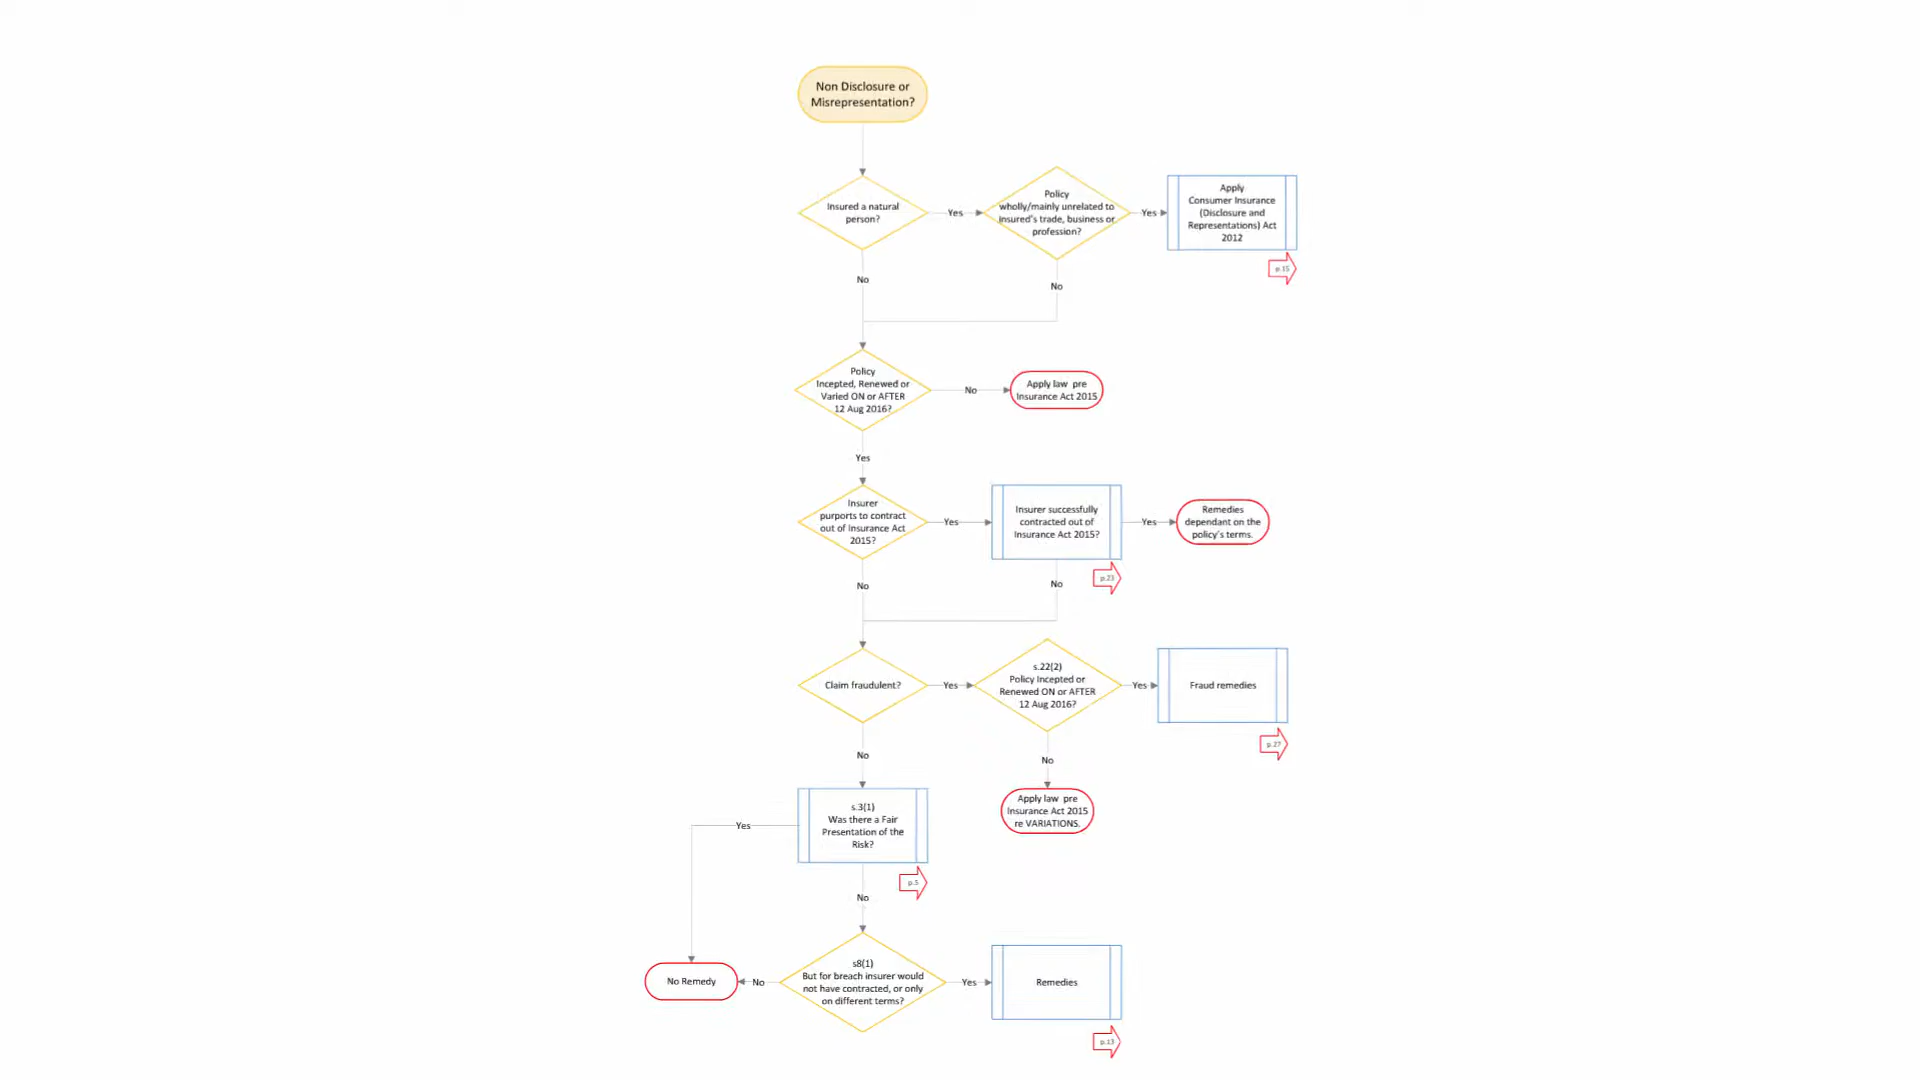 Non Disclosure or
Misrepresentation?
Insured a natural
person?
Yes
Policy
wholly/mainly unrelated to
insured's trade, business or
profession?
Yes
Apply
Consumer Insurance
(Disclosure and
Representations) Act
2012
p.15
No
No
Policy
Incepted, Renewed or
Varied ON or AFTER
12 Aug 2016?
No
Apply law pre
Insurance Act 2015
Yes
Insurer
purports to contract
out of Insurance Act
2015?
Yes
Insurer successfully
contracted out of
Insurance Act 2015?
Yes
Remedies
dependant on the
policy's terms.
p.23
No
No
Claim fraudulent?
Yes
s.22(2)
Policy Incepted or
Renewed ON or AFTER
12 Aug 2016?
Yes
Fraud remedies
p.27
No
No
Apply law pre
Insurance Act 2015
re VARIATIONS.
s.3(1)
Was there a Fair
Presentation of the
Risk?
Yes
p.5
No
s8(1)
But for breach insurer would
not have contracted, or only
on different terms?
No
No Remedy
Yes
Remedies
p.13